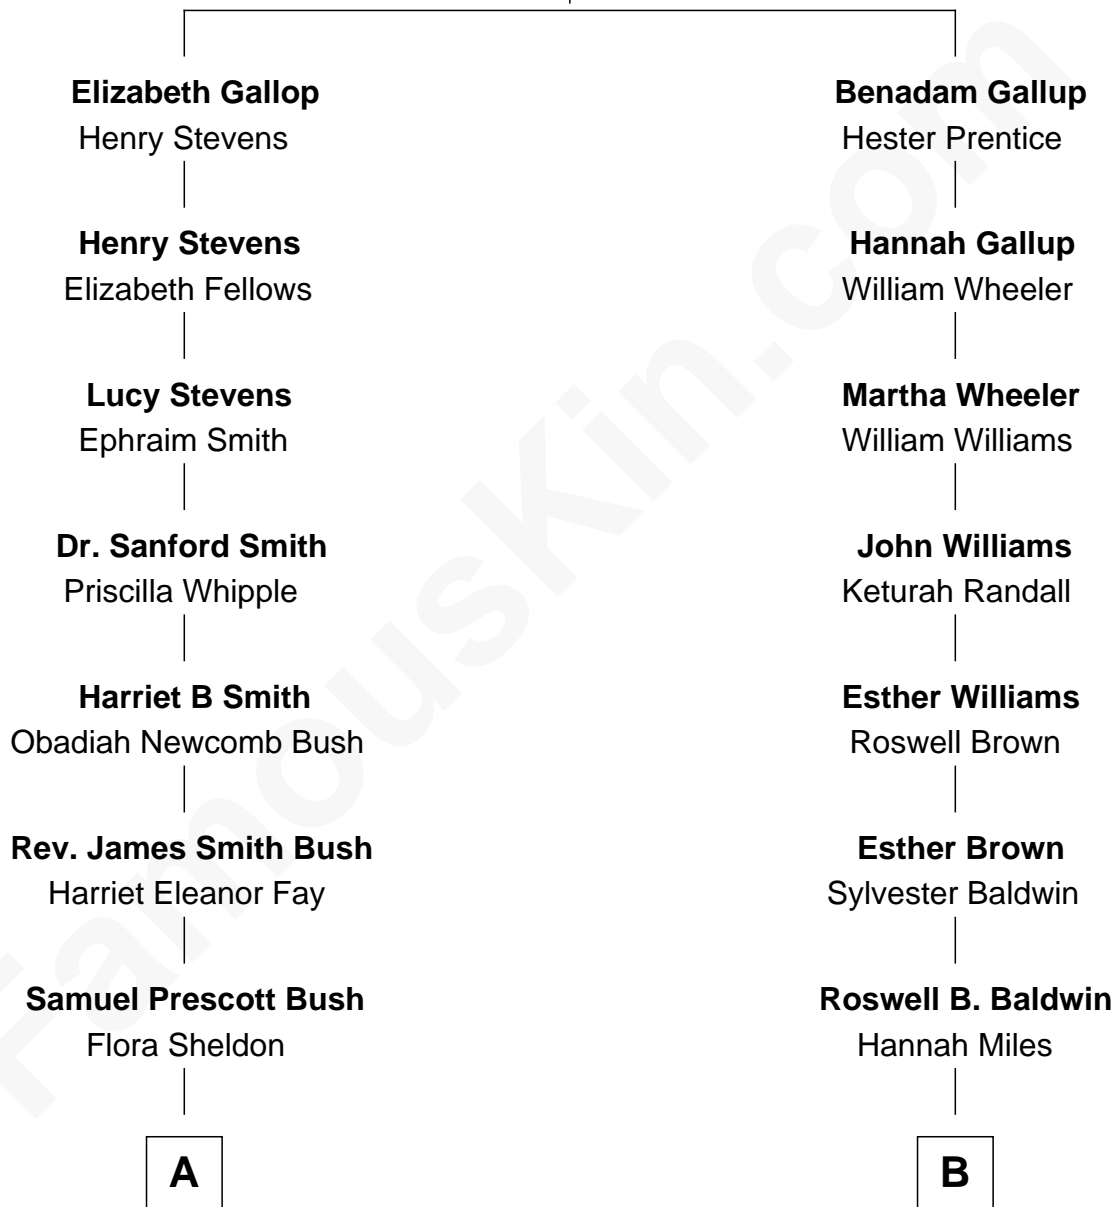 Elizabeth Gallop
Henry Stevens
Henry Stevens
Elizabeth Fellows
Lucy Stevens
Ephraim Smith
Dr. Sanford Smith
Priscilla Whipple
Harriet B Smith
Obadiah Newcomb Bush
Rev. James Smith Bush
Harriet Eleanor Fay
Samuel Prescott Bush
Flora Sheldon
A
Benadam Gallup
Hester Prentice
Hannah Gallup
William Wheeler
Martha Wheeler
William Williams
John Williams
Keturah Randall
Esther Williams
Roswell Brown
Esther Brown
Sylvester Baldwin
Roswell B. Baldwin
Hannah Miles
B
FamousKin.com